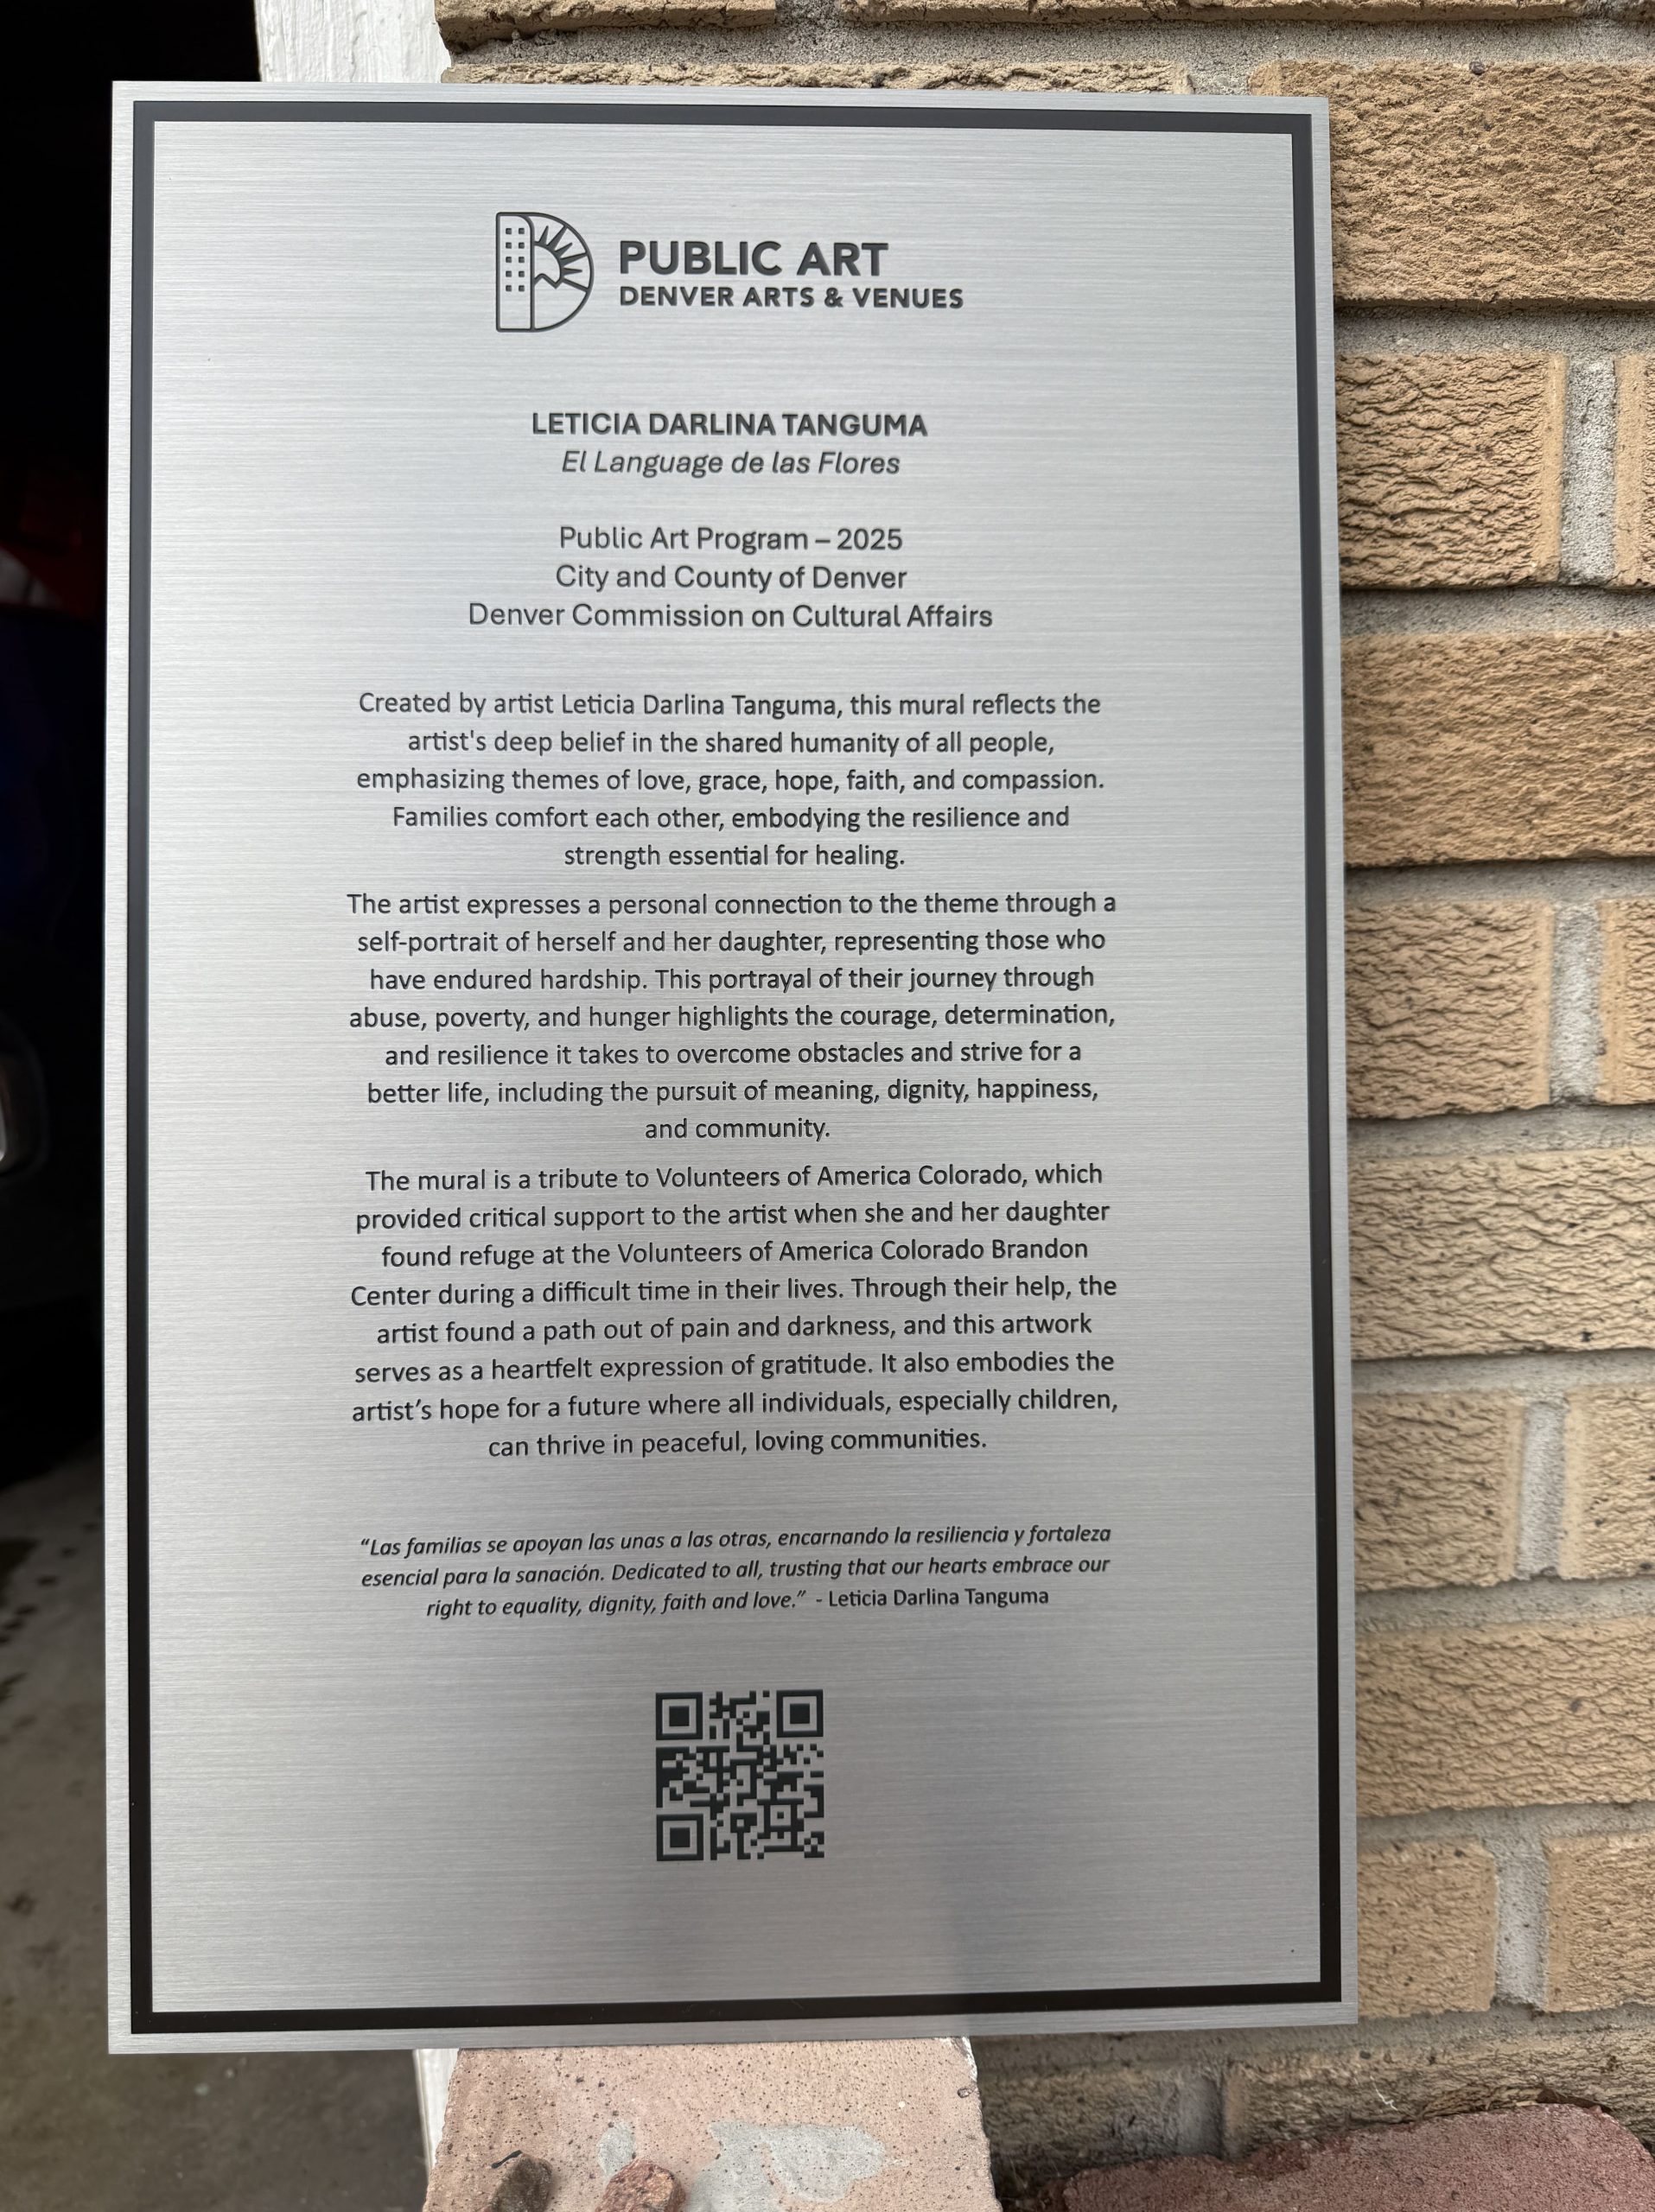 PUBLIC ART
DENVER ARTS & VENUES
LETICIA DARLINA TANGUMA
El Language de las Flores
Public Art Program – 2025
City and County of Denver
Denver Commission on Cultural Affairs
Created by artist Leticia Darlina Tanguma, this mural reflects the
artist's deep belief in the shared humanity of all people,
emphasizing themes of love, grace, hope, faith, and compassion.
Families comfort each other, embodying the resilience and
strength essential for healing.
The artist expresses a personal connection to the theme through a
self-portrait of herself and her daughter, representing those who
have endured hardship. This portrayal of their journey through
abuse, poverty, and hunger highlights the courage, determination,
and resilience it takes to overcome obstacles and strive for a
better life, including the pursuit of meaning, dignity, happiness,
and community.
The mural is a tribute to Volunteers of America Colorado, which
provided critical support to the artist when she and her daughter
found refuge at the Volunteers of America Colorado Brandon
Center during a difficult time in their lives. Through their help, the
artist found a path out of pain and darkness, and this artwork
serves as a heartfelt expression of gratitude. It also embodies the
artist’s hope for a future where all individuals, especially children,
can thrive in peaceful, loving communities.
“Las familias se apoyan las unas a las otras, encarnando la resiliencia y fortaleza
esencial para la sanación. Dedicated to all, trusting that our hearts embrace our
right to equality, dignity, faith and love.” - Leticia Darlina Tanguma